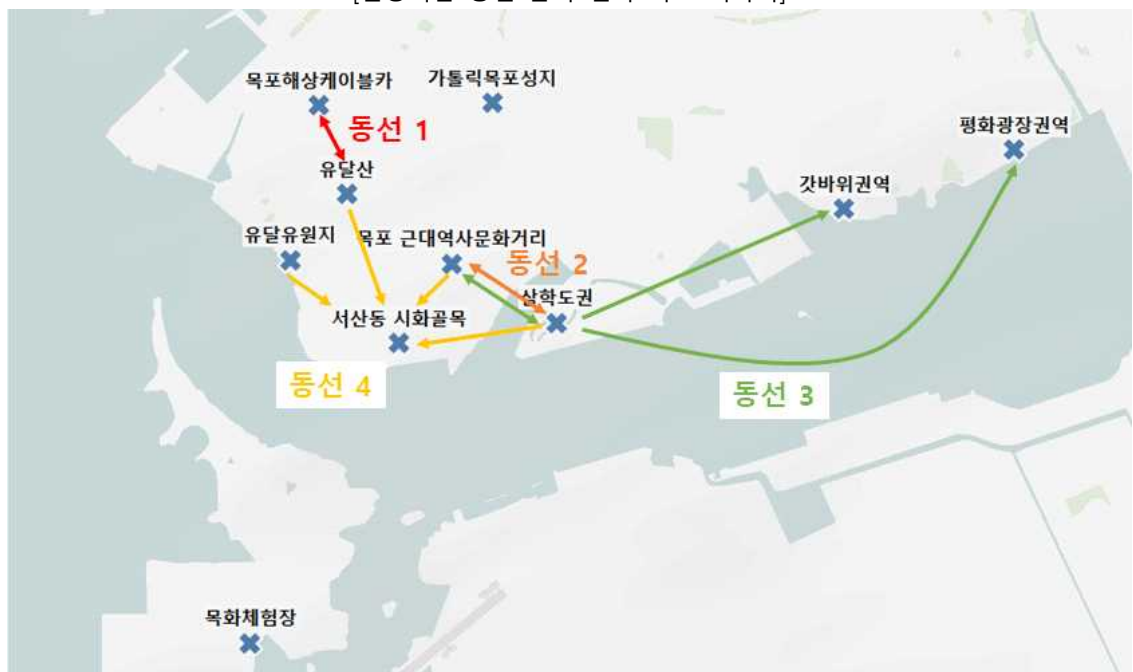 목포해상케이블카
가톨릭목포성지
동선 1
평화광장권역
유달산
갓바위권역
유달유원지
목포 근대역사문화거리
동선 2
삼학도권
서산동 시화골목
동선 4
동선 3
목화체험장